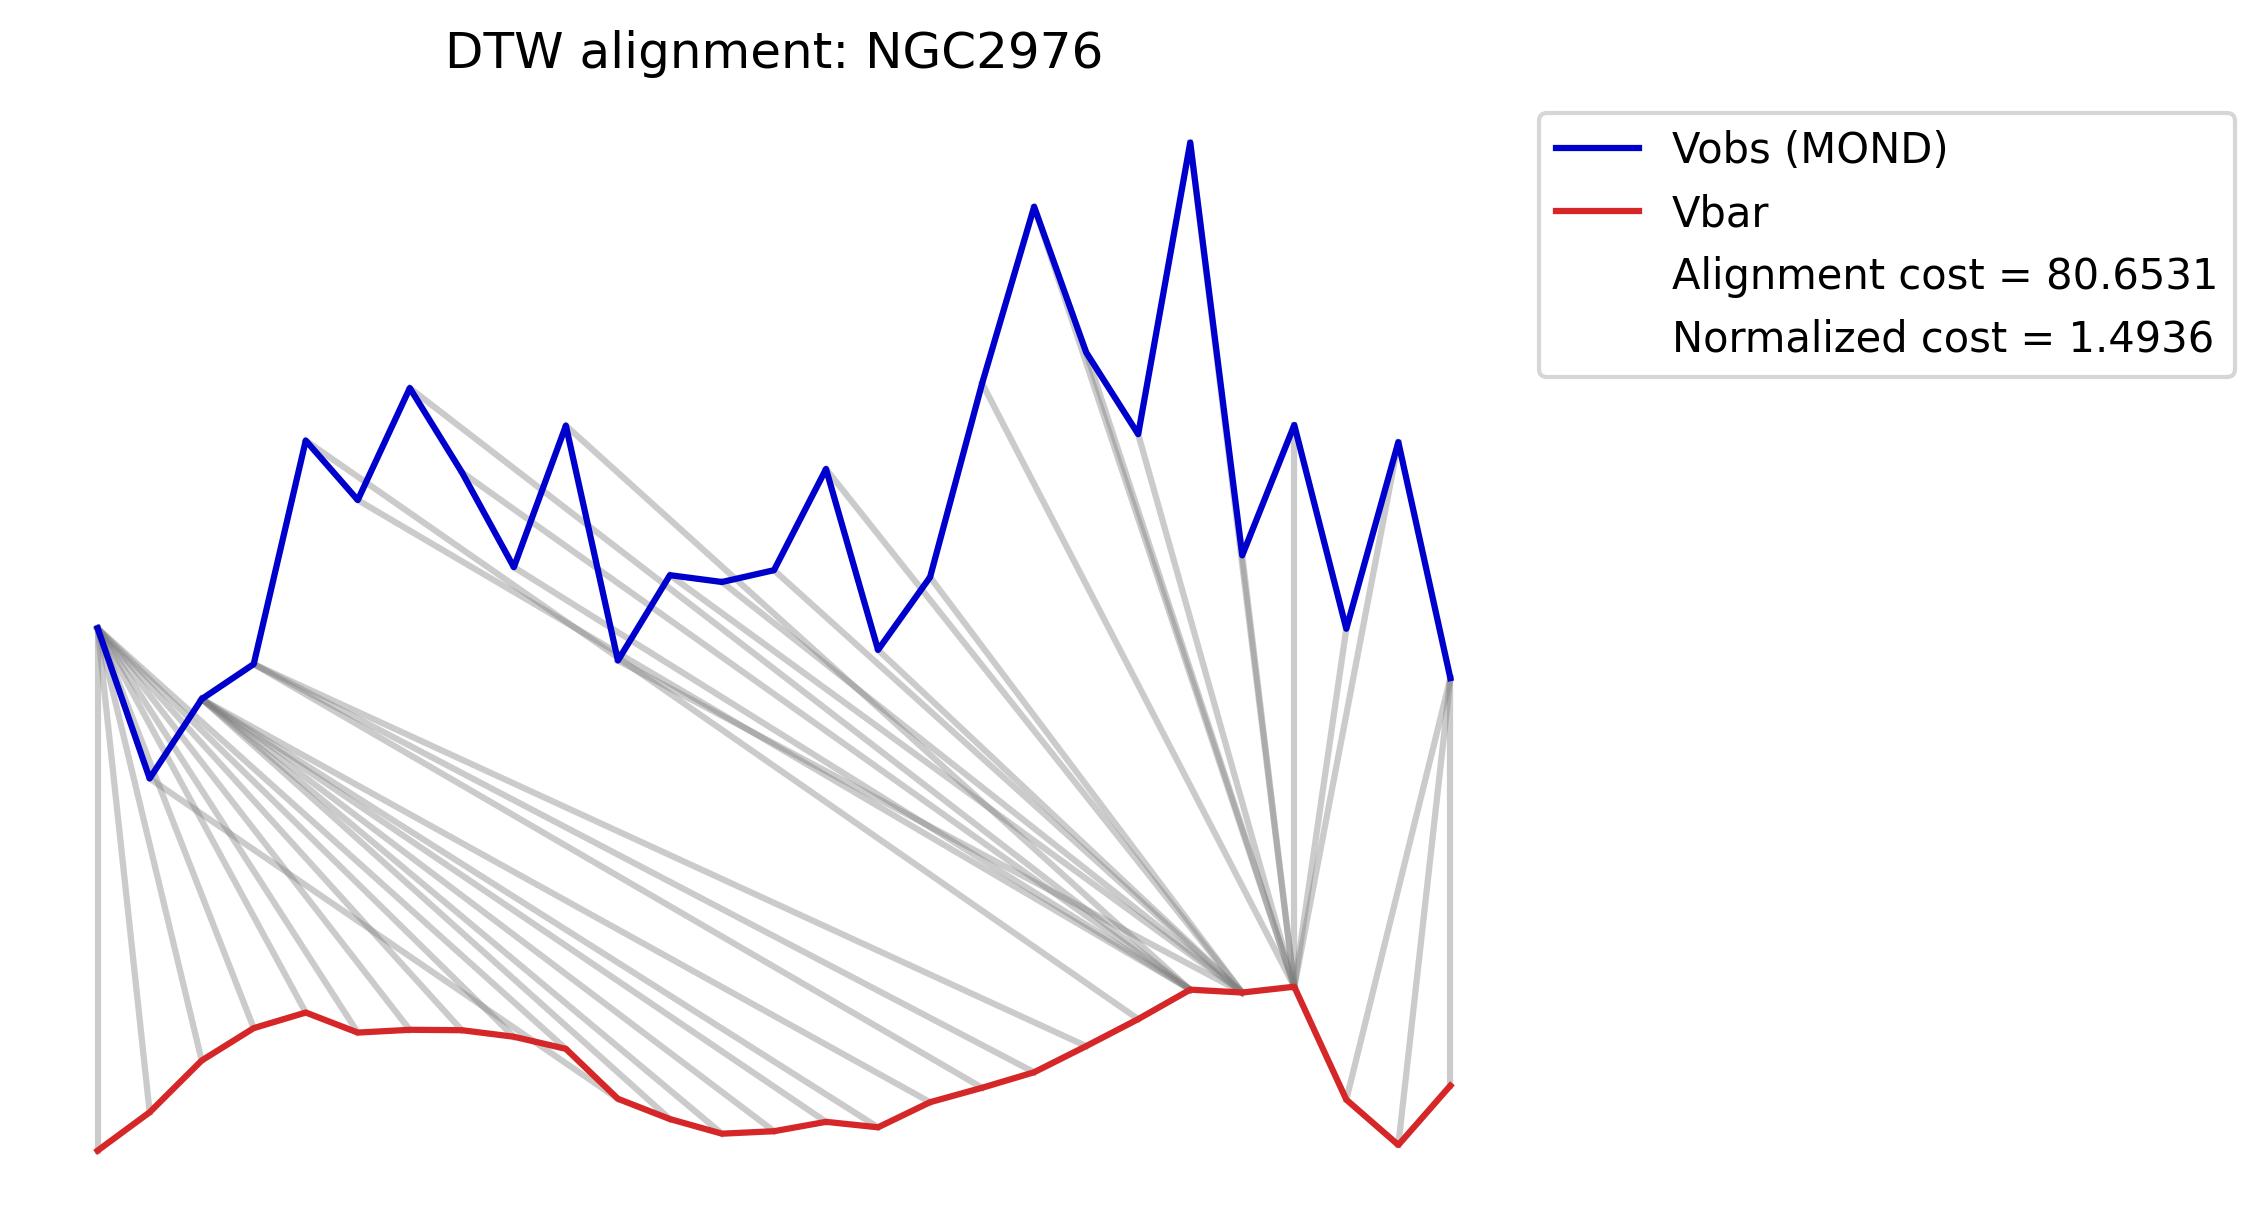 DTW alignment: NGC2976
Vobs (MOND)
Vbar
Alignment cost = 80.6531
Normalized cost = 1.4936